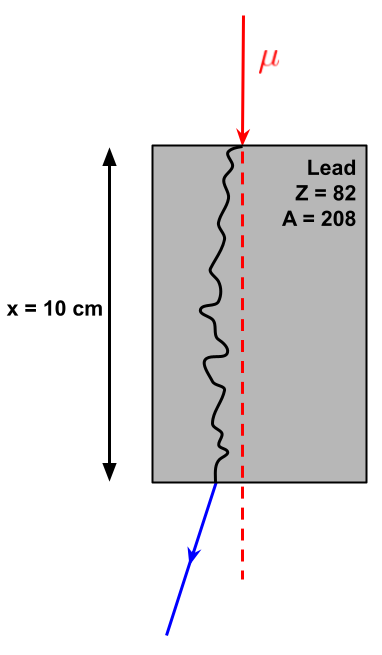 μ
Lead
Z = 82
A = 208
x = 10 cm